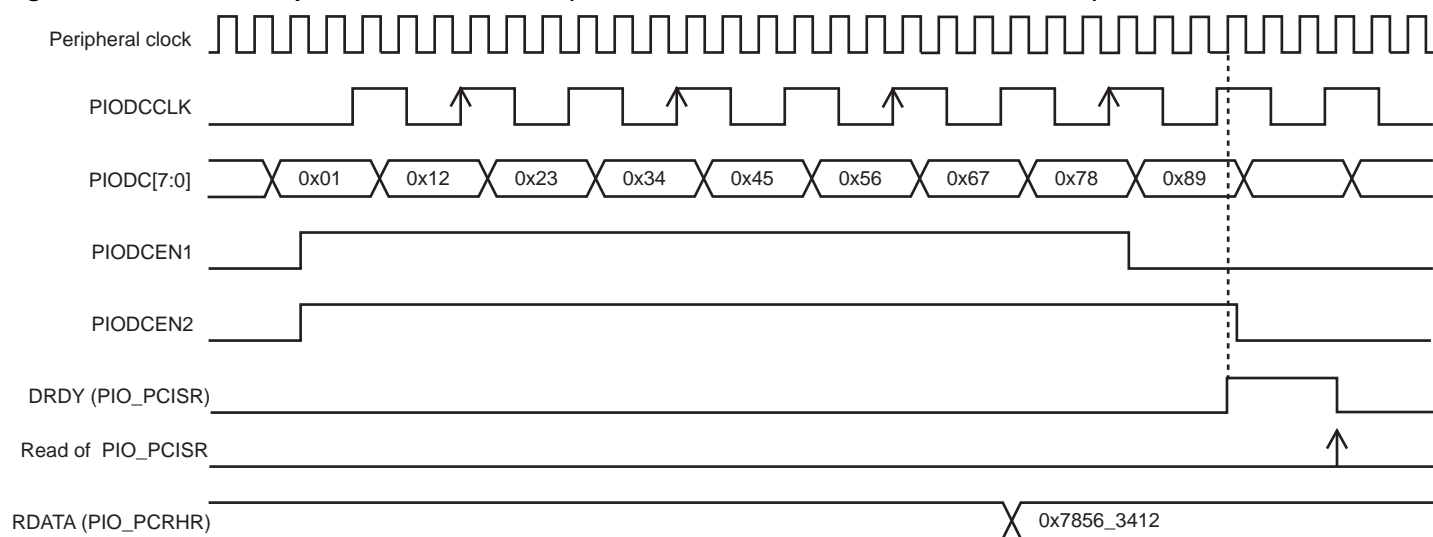 Peripheral clock
PIODCCLK
PIODC[7:0] 0x01 0x12 0x23 0x34 0x45 0x56 0x67 0x78 0x89
PIODCEN1
PIODCEN2
DRDY (PIO_PCISR)
Read of PIO_PCISR
RDATA (PIO_PCRHR) 0x7856_3412